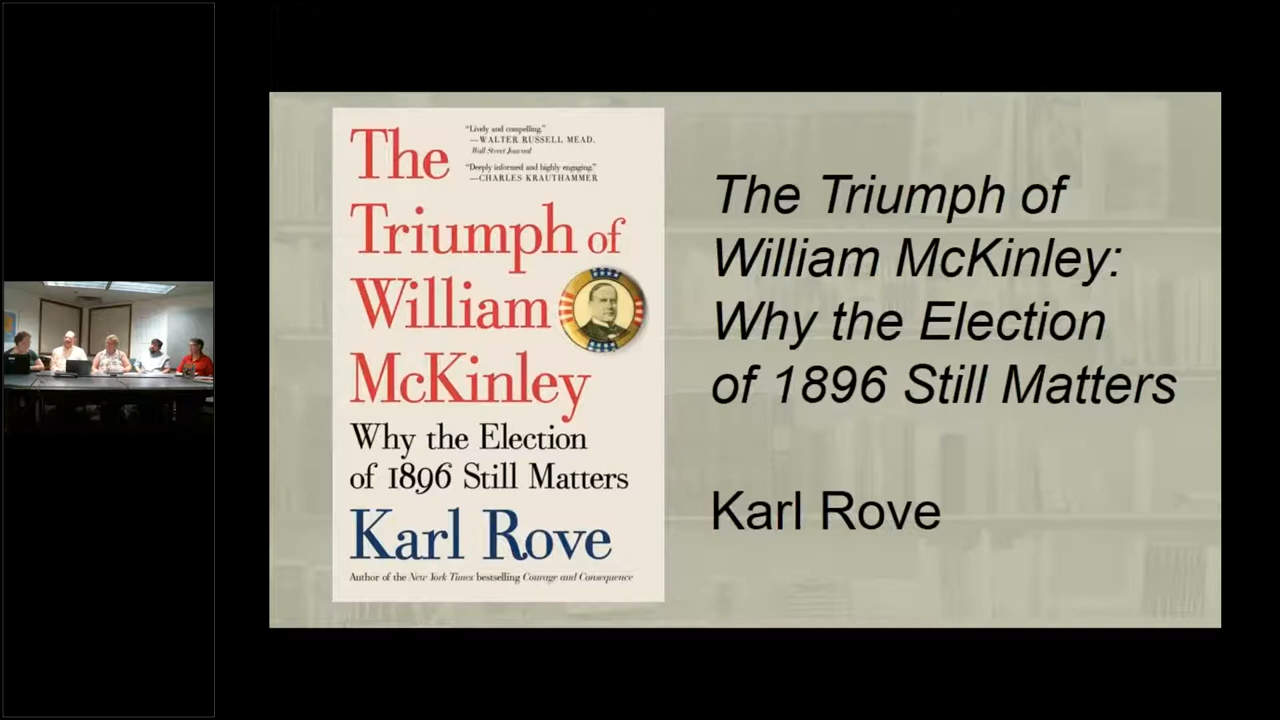 The
"Lively and compelling."
—WALTER RUSSELL MEAD,
Wall Street Journal
"Deeply informed and highly engaging."
—CHARLES KRAUTHAMMER
Triumph of
William
McKinley
Why the Election
of 1896 Still Matters
Karl Rove
Author of the New York Times bestselling Courage and Consequence
The Triumph of
William McKinley:
Why the Election
of 1896 Still Matters
Karl Rove